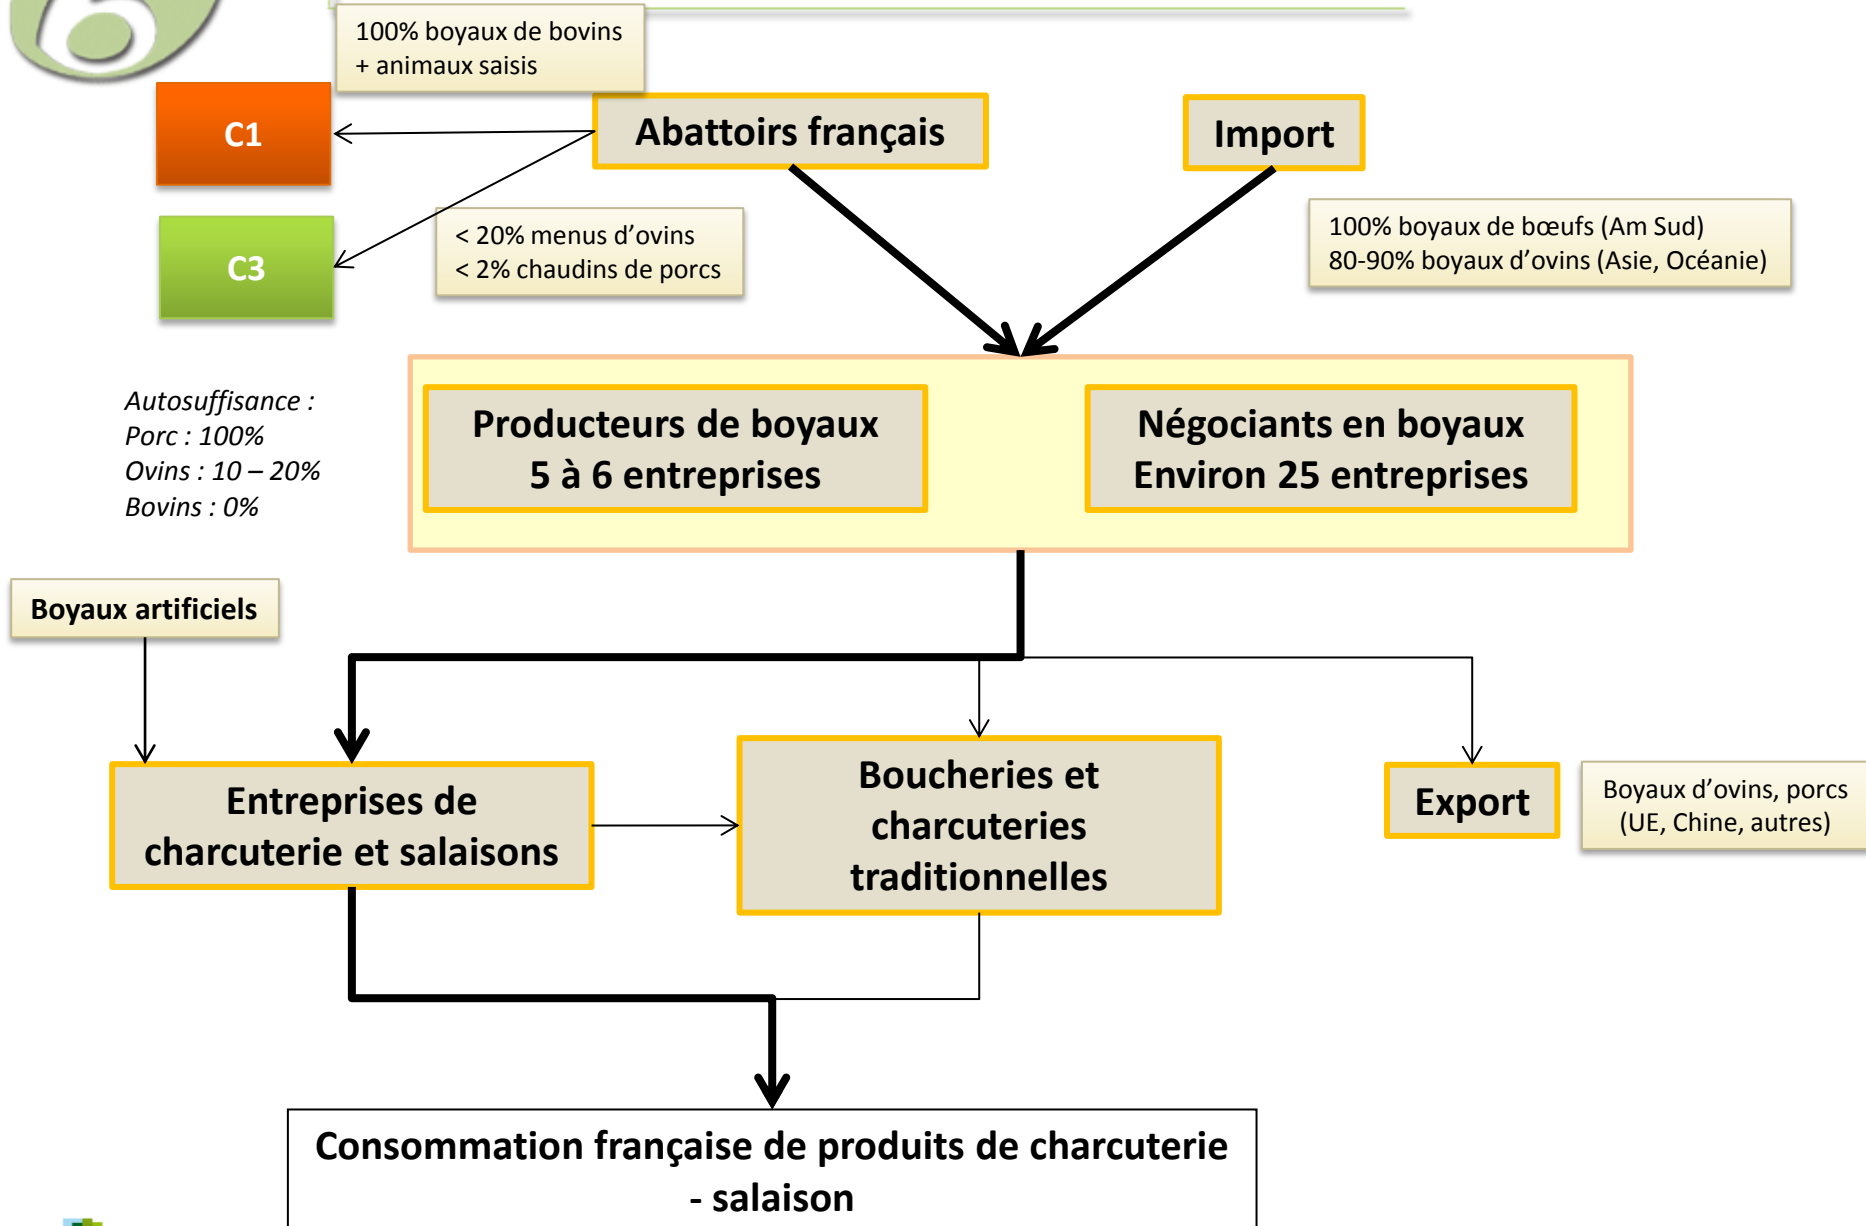 100% boyaux de bovins
+ animaux saisis
C1
Abattoirs français
Import
C3
< 20% menus d’ovins
< 2% chaudins de porcs
100% boyaux de bœufs (Am Sud)
80-90% boyaux d’ovins (Asie, Océanie)
Autosuffisance :
Porc : 100%
Ovins : 10 – 20%
Bovins : 0%
Producteurs de boyaux
5 à 6 entreprises
Négociants en boyaux
Environ 25 entreprises
Boyaux artificiels
Entreprises de
charcuterie et salaisons
Boucheries et
charcuteries
traditionnelles
Export
Boyaux d’ovins, porcs
(UE, Chine, autres)
Consommation française de produits de charcuterie
- salaison